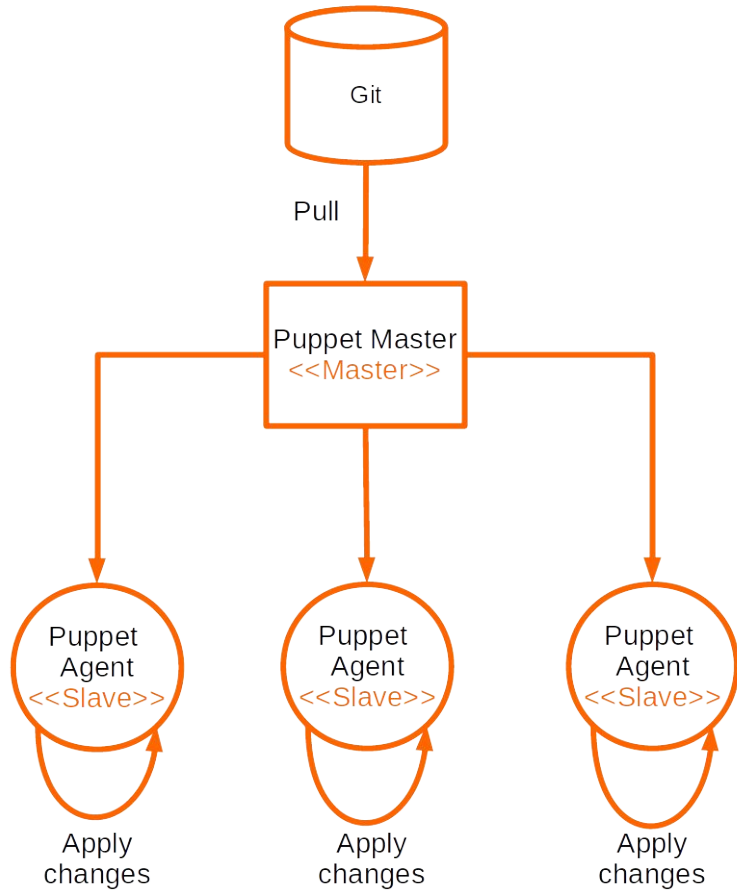 Git
Pull
Puppet Master
<<Master>>
Puppet
Agent
<<Slave>>
Puppet
Agent
<<Slave>>
Puppet
Agent
<<Slave>>
Apply
changes
Apply
changes
Apply
changes